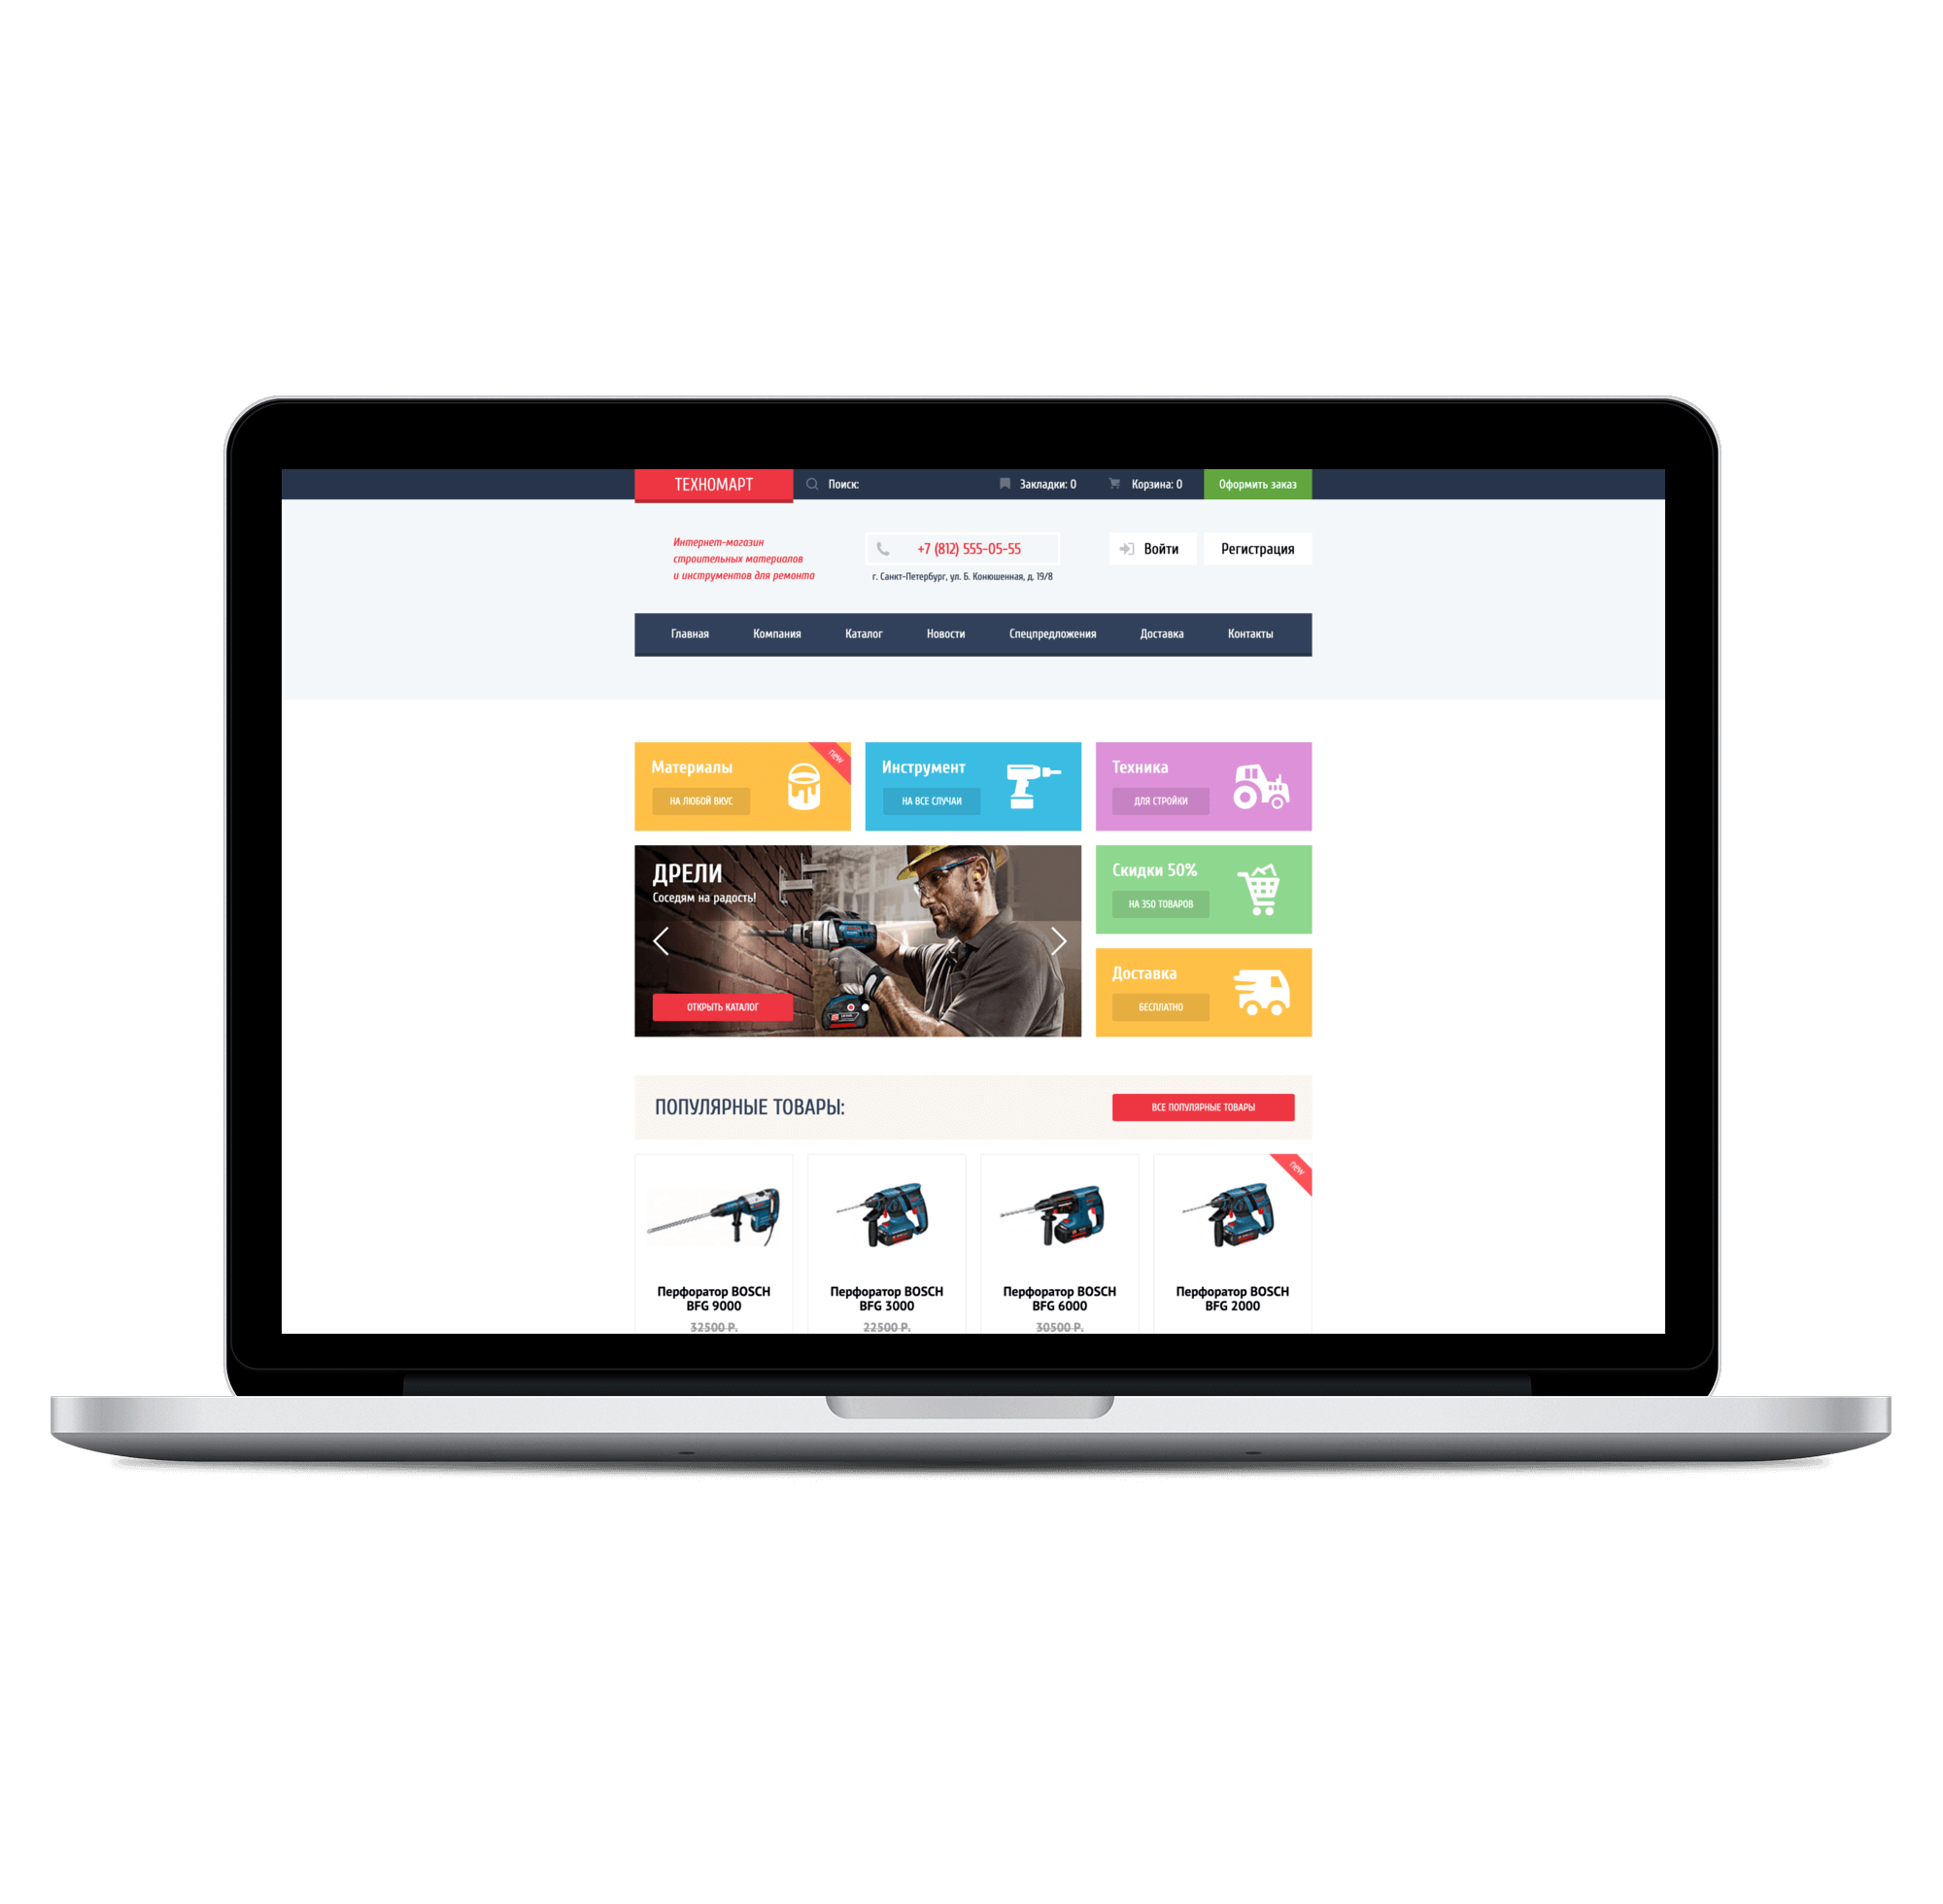 ТЕХНОМАРТ
Поиск:
Закладки: 0
Корзина: 0
Оформить заказ
Интернет-магазин
строительных материалов
и инструментов для ремонта
+7 (812) 555-05-55
г. Санкт-Петербург, ул. Б. Конюшенная, д. 19/8
Войти
Регистрация
Главная
Компания
Каталог
Новости
Спецпредложения
Доставка
Контакты
Материалы
НА ЛЮБОЙ ВКУС
new
Инструмент
НА ВСЕ СЛУЧАИ
Техника
ДЛЯ СТРОЙКИ
ДРЕЛИ
Соседям на радость!
ОТКРЫТЬ КАТАЛОГ
Скидки 50%
НА 350 ТОВАРОВ
Доставка
БЕСПЛАТНО
ПОПУЛЯРНЫЕ ТОВАРЫ:
ВСЕ ПОПУЛЯРНЫЕ ТОВАРЫ
new
Перфоратор BOSCH
BFG 9000
32500 Р.
Перфоратор BOSCH
BFG 3000
22500 Р.
Перфоратор BOSCH
BFG 6000
30500 Р.
Перфоратор BOSCH
BFG 2000